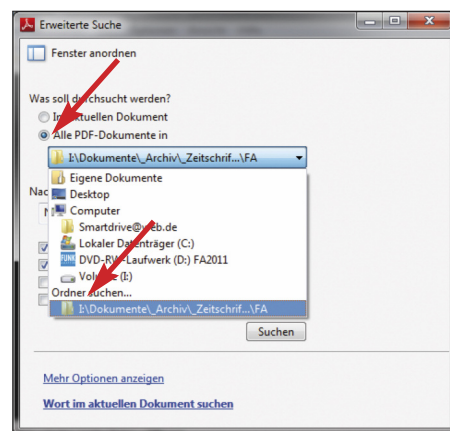 Erweiterte Suche
Fenster anordnen
Was soll durchsucht werden?
Im aktuellen Dokument
Alle PDF-Dokumente in
I:\Dokumente\_Archiv\_Zeitschrif...\FA
Eigene Dokumente
Nac
Desktop
Computer
Smartdrive@web.de
Lokaler Datenträger (C:)
FUNK DVD-RW-Laufwerk (D:) FA2011
Volume (I:)
Ordner suchen...
I:\Dokumente\_Archiv\_Zeitschrif...\FA
Suchen
Mehr Optionen anzeigen
Wort im aktuellen Dokument suchen